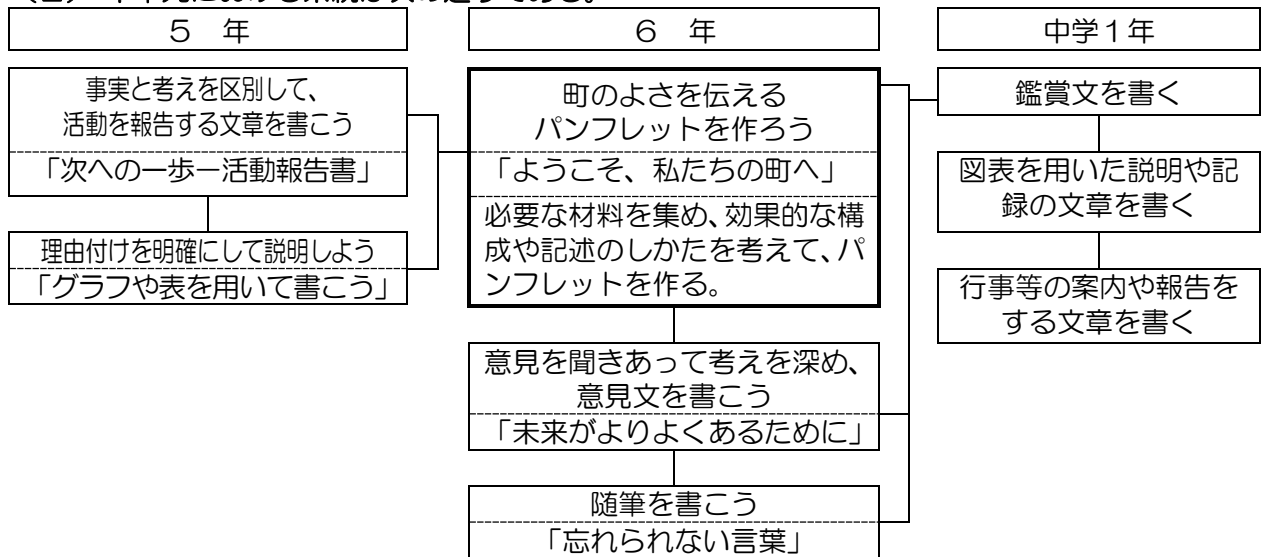 ５　年
６　年
中学１年
事実と考えを区別して、
活動を報告する文章を書こう
「次への一歩－活動報告書」
理由付けを明確にして説明しよう
「グラフや表を用いて書こう」
町のよさを伝える
パンフレットを作ろう
「ようこそ、私たちの町へ」
必要な材料を集め、効果的な構
成や記述のしかたを考えて、パ
ンフレットを作る。
意見を聞きあって考えを深め、
意見文を書こう
「未来がよりよくあるために」
随筆を書こう
「忘れられない言葉」
鑑賞文を書く
図表を用いた説明や記
録の文章を書く
行事等の案内や報告を
する文章を書く